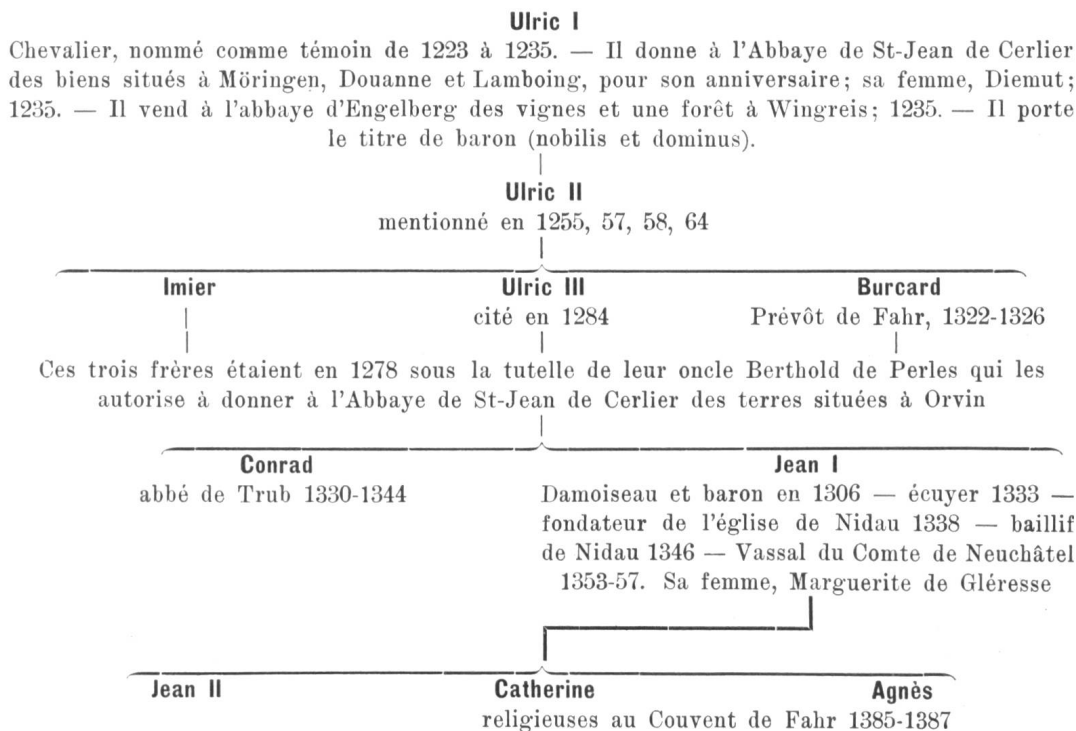 Ulric I
Chevalier, nommé comme témoin de 1223 à 1235. — Il donne à l'Abbaye de St-Jean de Cerlier
des biens situés à Möringen, Douanne et Lamboing, pour son anniversaire; sa femme, Diemut;
1235. — Il vend à l'abbaye d'Engelberg des vignes et une forêt à Wingreis; 1235. — Il porte
le titre de baron (nobilis et dominus).
Ulric II
mentionné en 1255, 57, 58, 64
Imier Ulric III Burcard
cité en 1284 Prévôt de Fahr, 1322-1326
Ces trois frères étaient en 1278 sous la tutelle de leur oncle Berthold de Perles qui les
autorise à donner à l'Abbaye de St-Jean de Cerlier des terres situées à Orvin
Conrad Jean I
abbé de Trub 1330-1344 Damoiseau et baron en 1306 — écuyer 1333 —
fondateur de l'église de Nidau 1338 — baillif
de Nidau 1346 — Vassal du Comte de Neuchâtel
1353-57. Sa femme, Marguerite de Gléresse
Jean II Catherine Agnès
religieuses au Couvent de Fahr 1385-1387